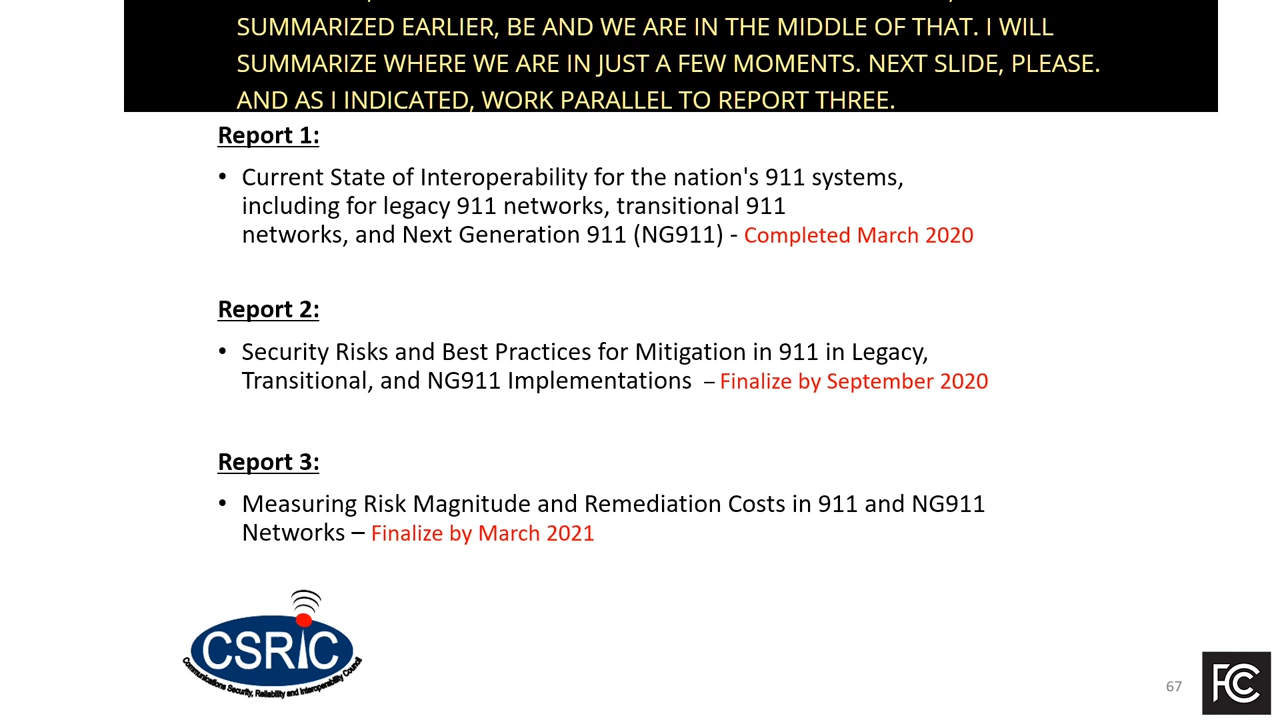 SUMMARIZED EARLIER, BE AND WE ARE IN THE MIDDLE OF THAT. I WILL
SUMMARIZE WHERE WE ARE IN JUST A FEW MOMENTS. NEXT SLIDE, PLEASE.
AND AS I INDICATED, WORK PARALLEL TO REPORT THREE.
Report 1:
• Current State of Interoperability for the nation's 911 systems,
including for legacy 911 networks, transitional 911
networks, and Next Generation 911 (NG911) - Completed March 2020
Report 2:
• Security Risks and Best Practices for Mitigation in 911 in Legacy,
Transitional, and NG911 Implementations – Finalize by September 2020
Report 3:
• Measuring Risk Magnitude and Remediation Costs in 911 and NG911
Networks – Finalize by March 2021
CSRIC
Communications Security, Reliability and Interoperability Council
67
FCC